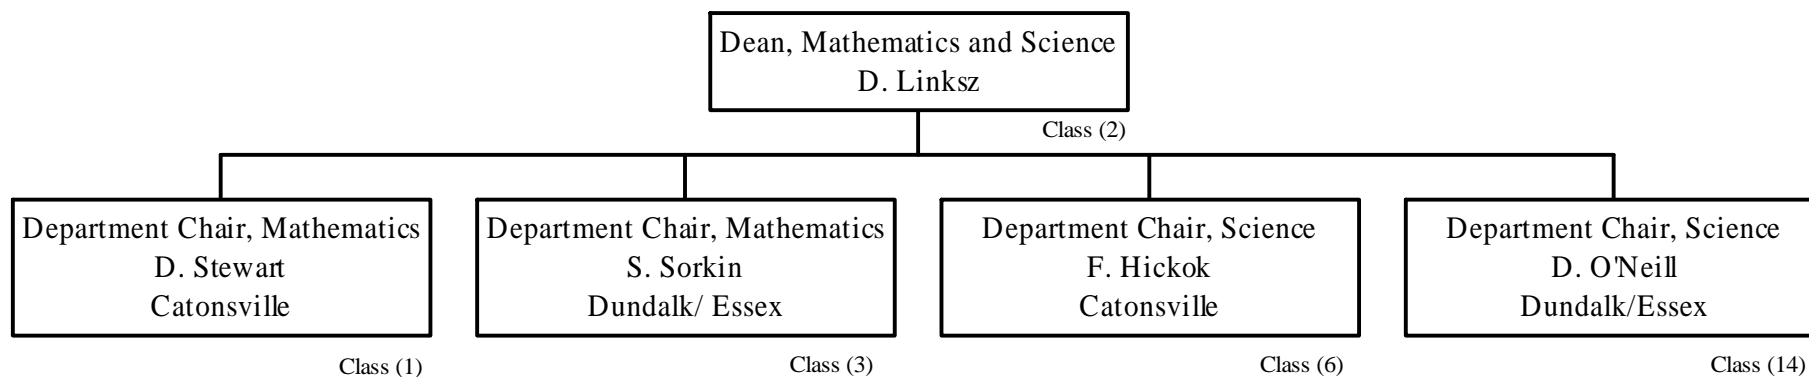 Dean, Mathematics and Science
D. Linksz
Class (2)
Department Chair, Mathematics
D. Stewart
Catonsville
Class (1)
Department Chair, Mathematics
S. Sorkin
Dundalk/ Essex
Class (3)
Department Chair, Science
F. Hickok
Catonsville
Class (6)
Department Chair, Science
D. O'Neill
Dundalk/Essex
Class (14)